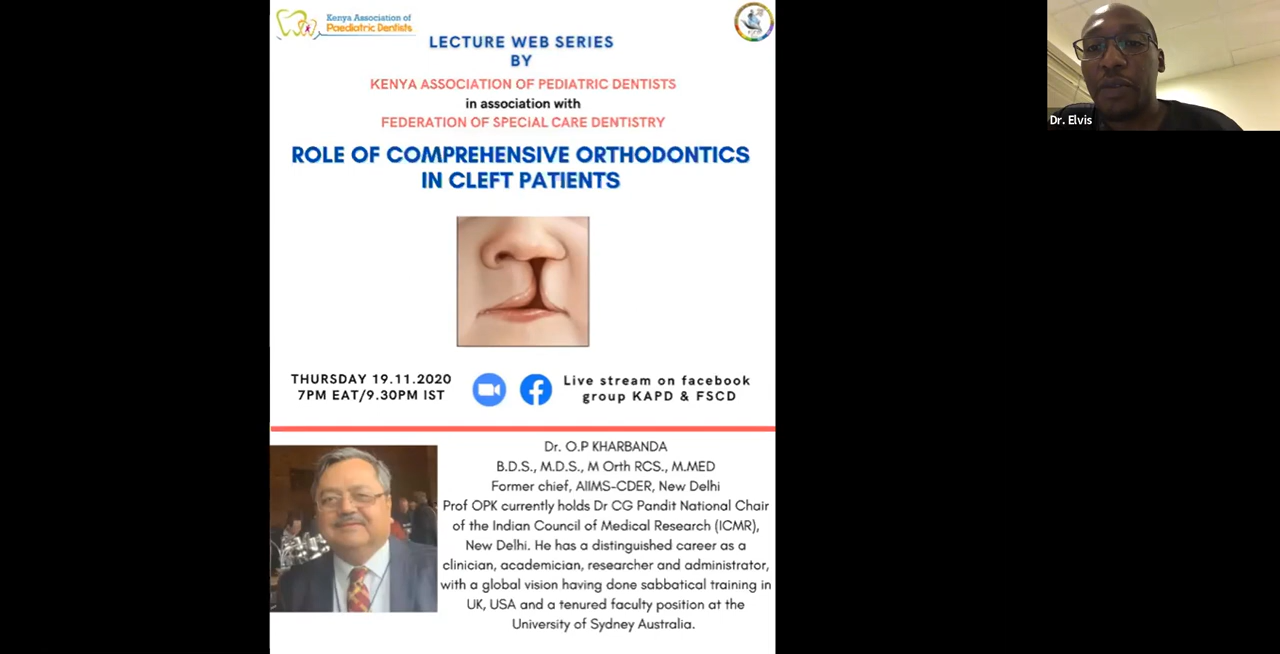 Kenya Association of
Paediatric Dentists
LECTURE WEB SERIES
BY
KENYA ASSOCIATION OF PEDIATRIC DENTISTS
in association with
FEDERATION OF SPECIAL CARE DENTISTRY
ROLE OF COMPREHENSIVE ORTHODONTICS
IN CLEFT PATIENTS
THURSDAY 19.11.2020
7PM EAT/9.30PM IST
Live stream on facebook
group KAPD & FSCD
Dr. O.P KHARBANDA
B.D.S., M.D.S., M Orth RCS., M.MED
Former chief, AIIMS-CDER, New Delhi
Prof OPK currently holds Dr CG Pandit National Chair
of the Indian Council of Medical Research (ICMR),
New Delhi. He has a distinguished career as a
clinician, academician, researcher and administrator,
with a global vision having done sabbatical training in
UK, USA and a tenured faculty position at the
University of Sydney Australia.
Dr. Elvis